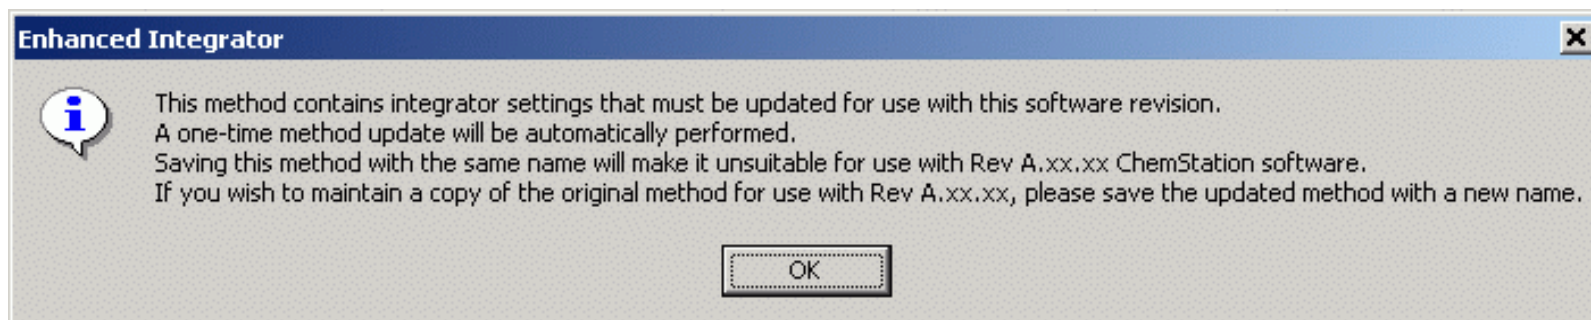 Enhanced Integrator
This method contains integrator settings that must be updated for use with this software revision.
A one-time method update will be automatically performed.
Saving this method with the same name will make it unsuitable for use with Rev A.xx.xx ChemStation software.
If you wish to maintain a copy of the original method for use with Rev A.xx.xx, please save the updated method with a new name.
OK